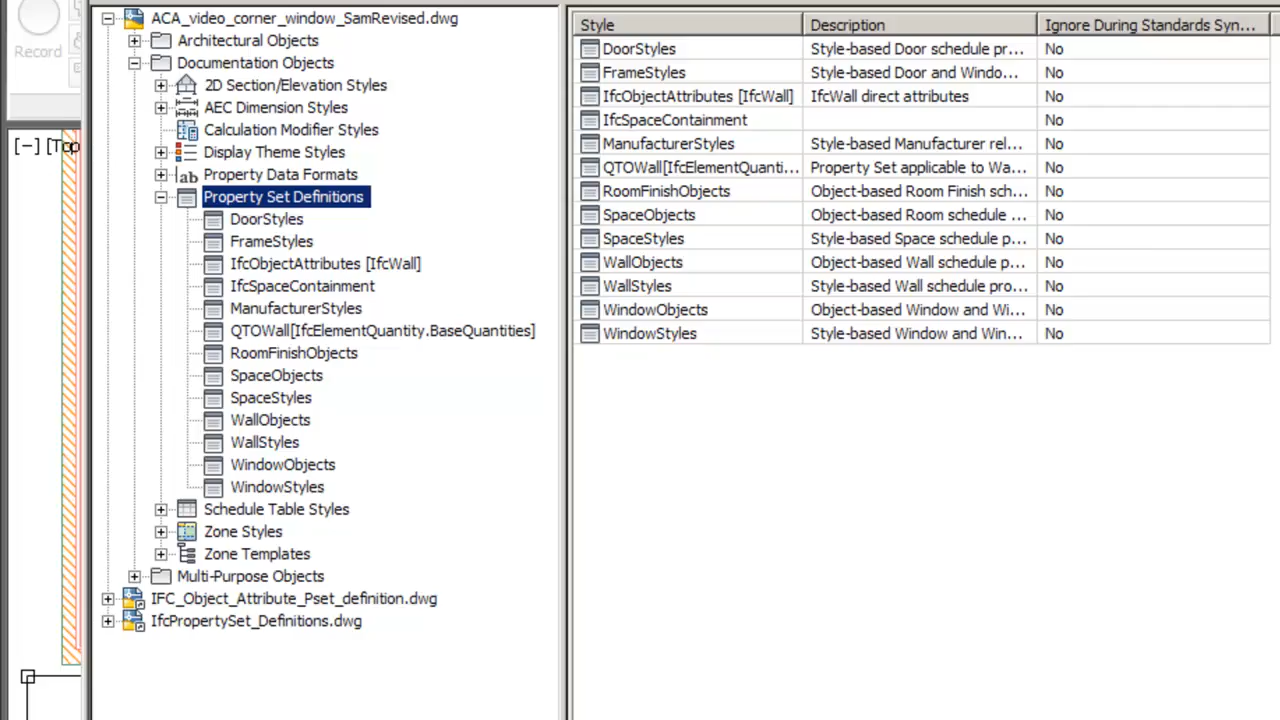 Record
[−] [Top
ACA_video_corner_window_SamRevised.dwg
Architectural Objects
Documentation Objects
2D Section/Elevation Styles
AEC Dimension Styles
Calculation Modifier Styles
Display Theme Styles
Property Data Formats
Property Set Definitions
DoorStyles
FrameStyles
IfcObjectAttributes [IfcWall]
IfcSpaceContainment
ManufacturerStyles
QTOWall[IfcElementQuantity.BaseQuantities]
RoomFinishObjects
SpaceObjects
SpaceStyles
WallObjects
WallStyles
WindowObjects
WindowStyles
Schedule Table Styles
Zone Styles
Zone Templates
Multi-Purpose Objects
IFC_Object_Attribute_Pset_definition.dwg
IfcPropertySet_Definitions.dwg
Style Description Ignore During Standards Syn...
DoorStyles Style-based Door schedule pr... No
FrameStyles Style-based Door and Windo... No
IfcObjectAttributes [IfcWall] IfcWall direct attributes No
IfcSpaceContainment No
ManufacturerStyles Style-based Manufacturer rel... No
QTOWall[IfcElementQuanti... Property Set applicable to Wa... No
RoomFinishObjects Object-based Room Finish sch... No
SpaceObjects Object-based Room schedule ... No
SpaceStyles Style-based Space schedule p... No
WallObjects Object-based Wall schedule p... No
WallStyles Style-based Wall schedule pro... No
WindowObjects Object-based Window and Wi... No
WindowStyles Style-based Window and Win... No